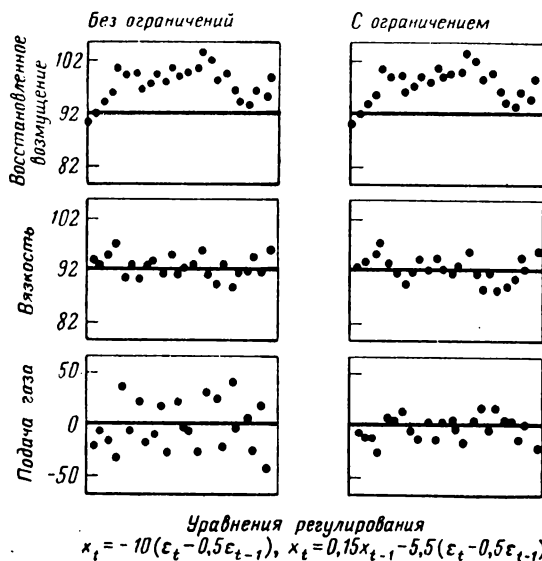 Без ограничений
С ограничением
Восстановленное
возмущение
102
92
82
Вязкость
102
92
82
Подача газа
50
0
-50
Уравнения регулирования
x_t = -10(ε_t - 0,5ε_{t-1}), x_t = 0,15x_{t-1} - 5,5(ε_t - 0,5ε_{t-1})